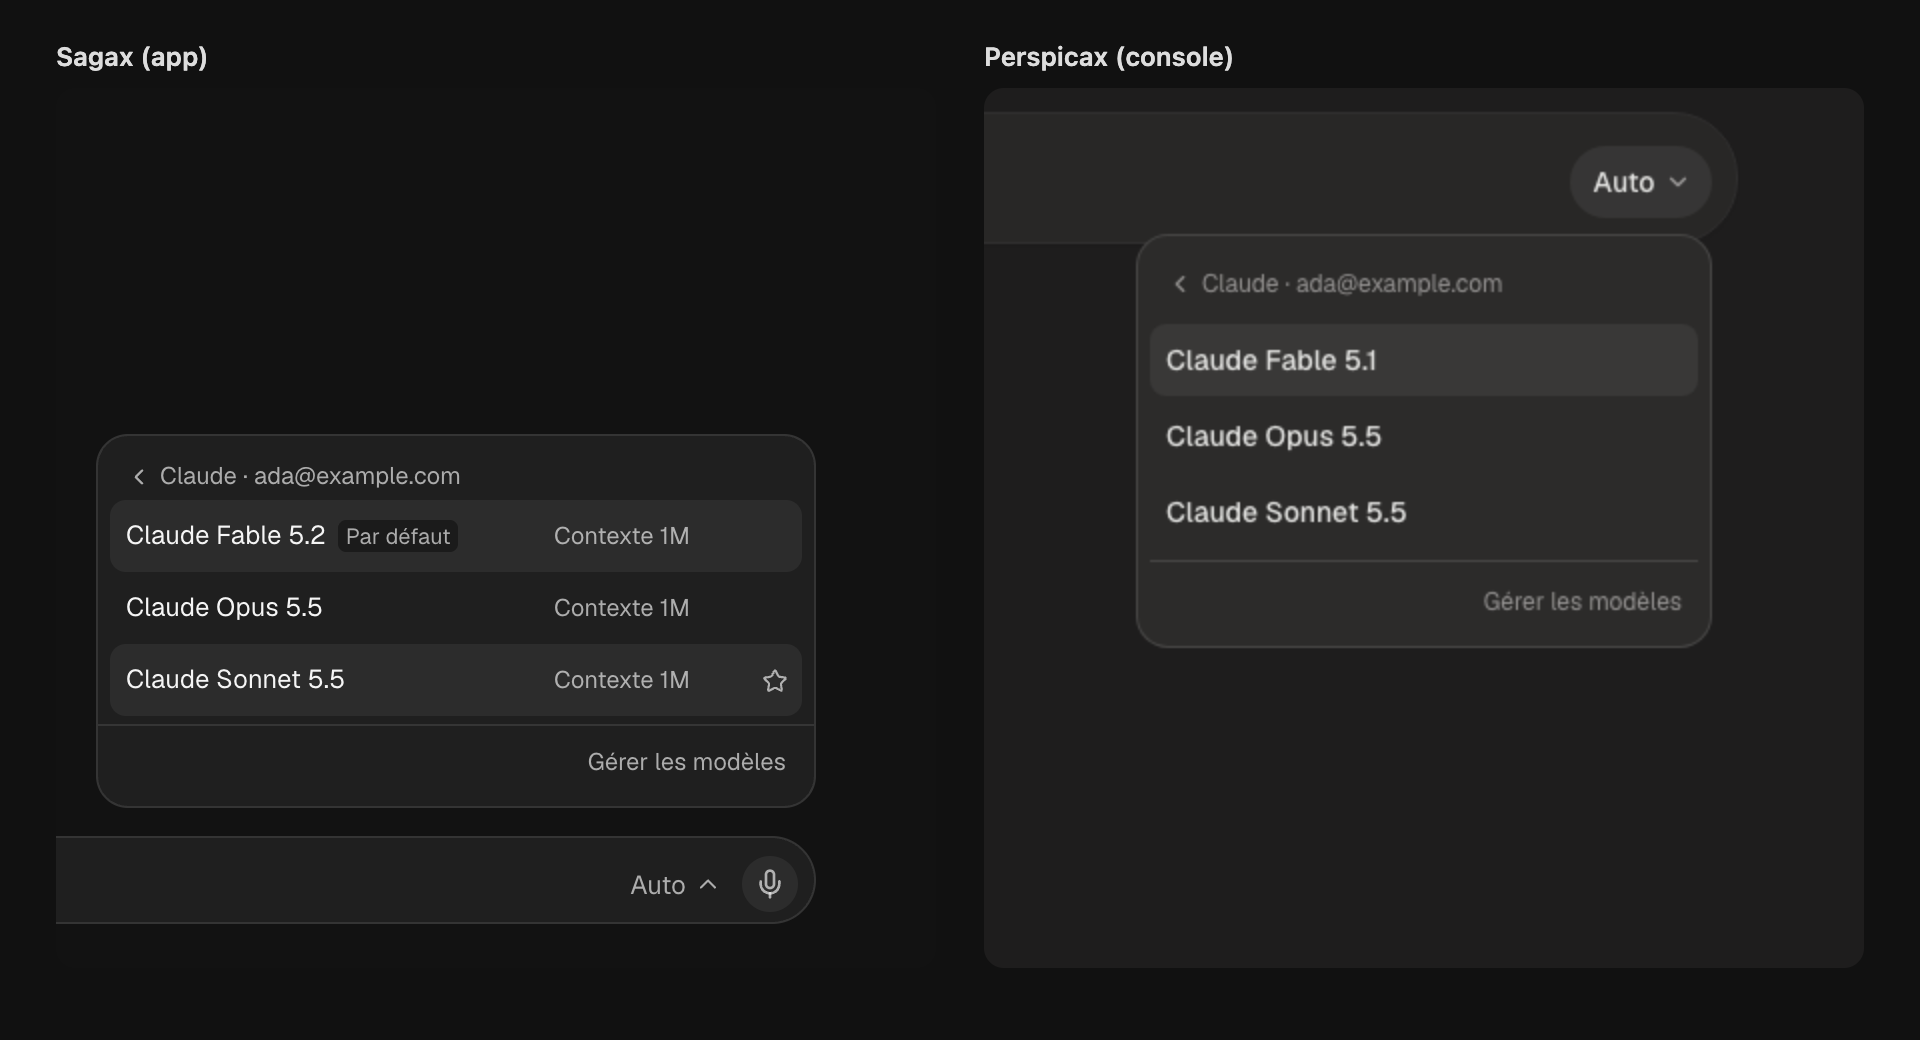 Sagax (app)
Claude · ada@example.com
Claude Fable 5.2 Par défaut Contexte 1M
Claude Opus 5.5 Contexte 1M
Claude Sonnet 5.5 Contexte 1M
Gérer les modèles
Auto
Perspicax (console)
Auto
Claude · ada@example.com
Claude Fable 5.1
Claude Opus 5.5
Claude Sonnet 5.5
Gérer les modèles